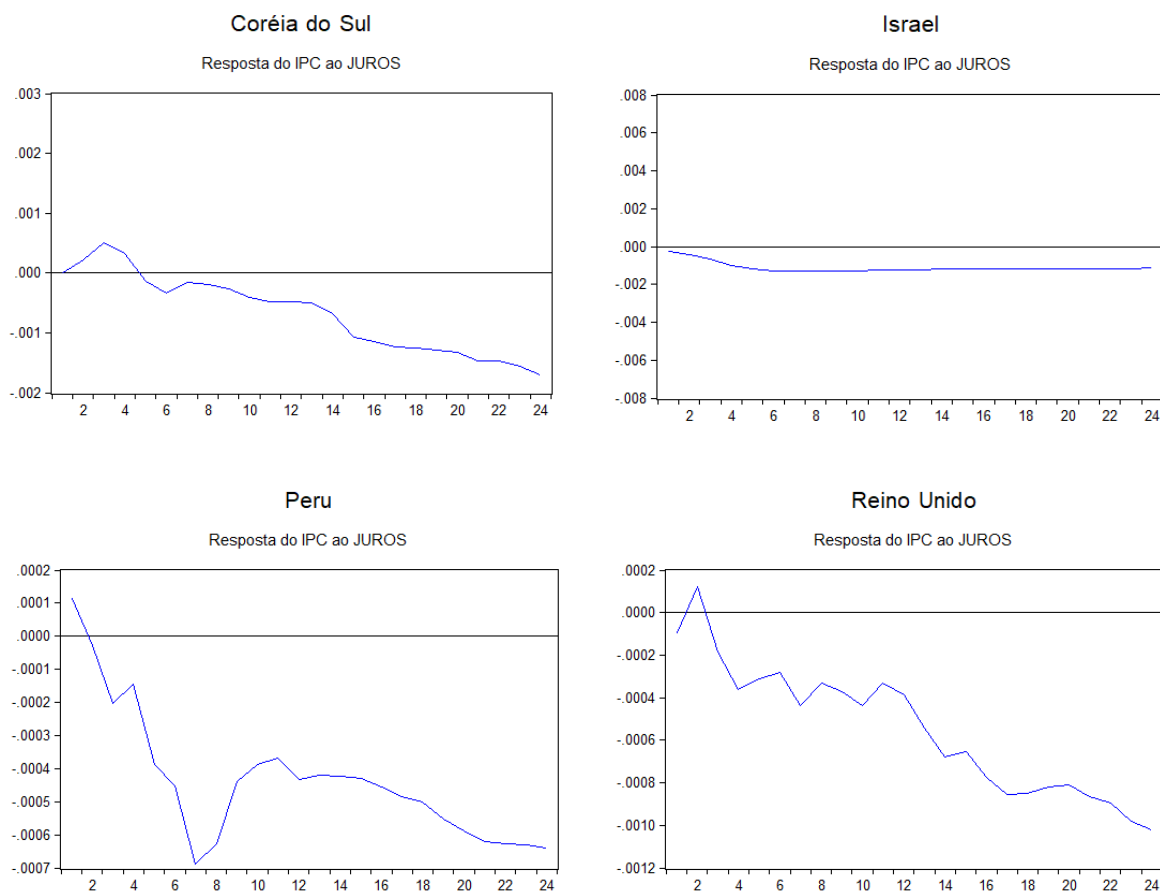 Coréia do Sul
Resposta do IPC ao JUROS
.003
.002
.001
.000
-.001
-.002
2 4 6 8 10 12 14 16 18 20 22 24
Israel
Resposta do IPC ao JUROS
.008
.006
.004
.002
.000
-.002
-.004
-.006
-.008
2 4 6 8 10 12 14 16 18 20 22 24
Peru
Resposta do IPC ao JUROS
.0002
.0001
.0000
-.0001
-.0002
-.0003
-.0004
-.0005
-.0006
-.0007
2 4 6 8 10 12 14 16 18 20 22 24
Reino Unido
Resposta do IPC ao JUROS
.0002
.0000
-.0002
-.0004
-.0006
-.0008
-.0010
-.0012
2 4 6 8 10 12 14 16 18 20 22 24